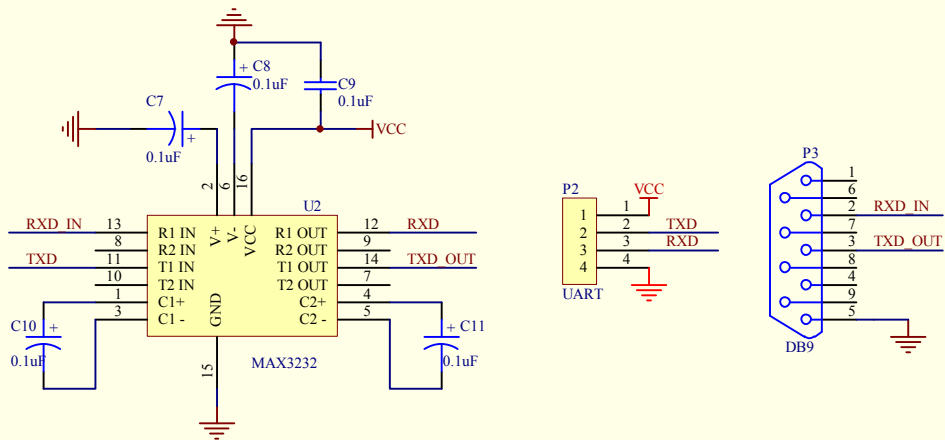 + C8
0.1uF
C9
0.1uF
C7
+
0.1uF
VCC
2
6
16
U2
RXD_IN 13 R1 IN V+ V- VCC R1 OUT 12 RXD
8 R2 IN R2 OUT 9
TXD 11 T1 IN T1 OUT 14 TXD_OUT
10 T2 IN T2 OUT 7
1 C1+ GND C2+ 4
3 C1 - C2 - 5
C10 +
0.1uF
+ C11
0.1uF
15
MAX3232
P2
VCC
1 1
2 2 TXD
3 3 RXD
4 4
UART
P3
1
6
2 RXD_IN
7
3 TXD_OUT
8
4
9
5
DB9